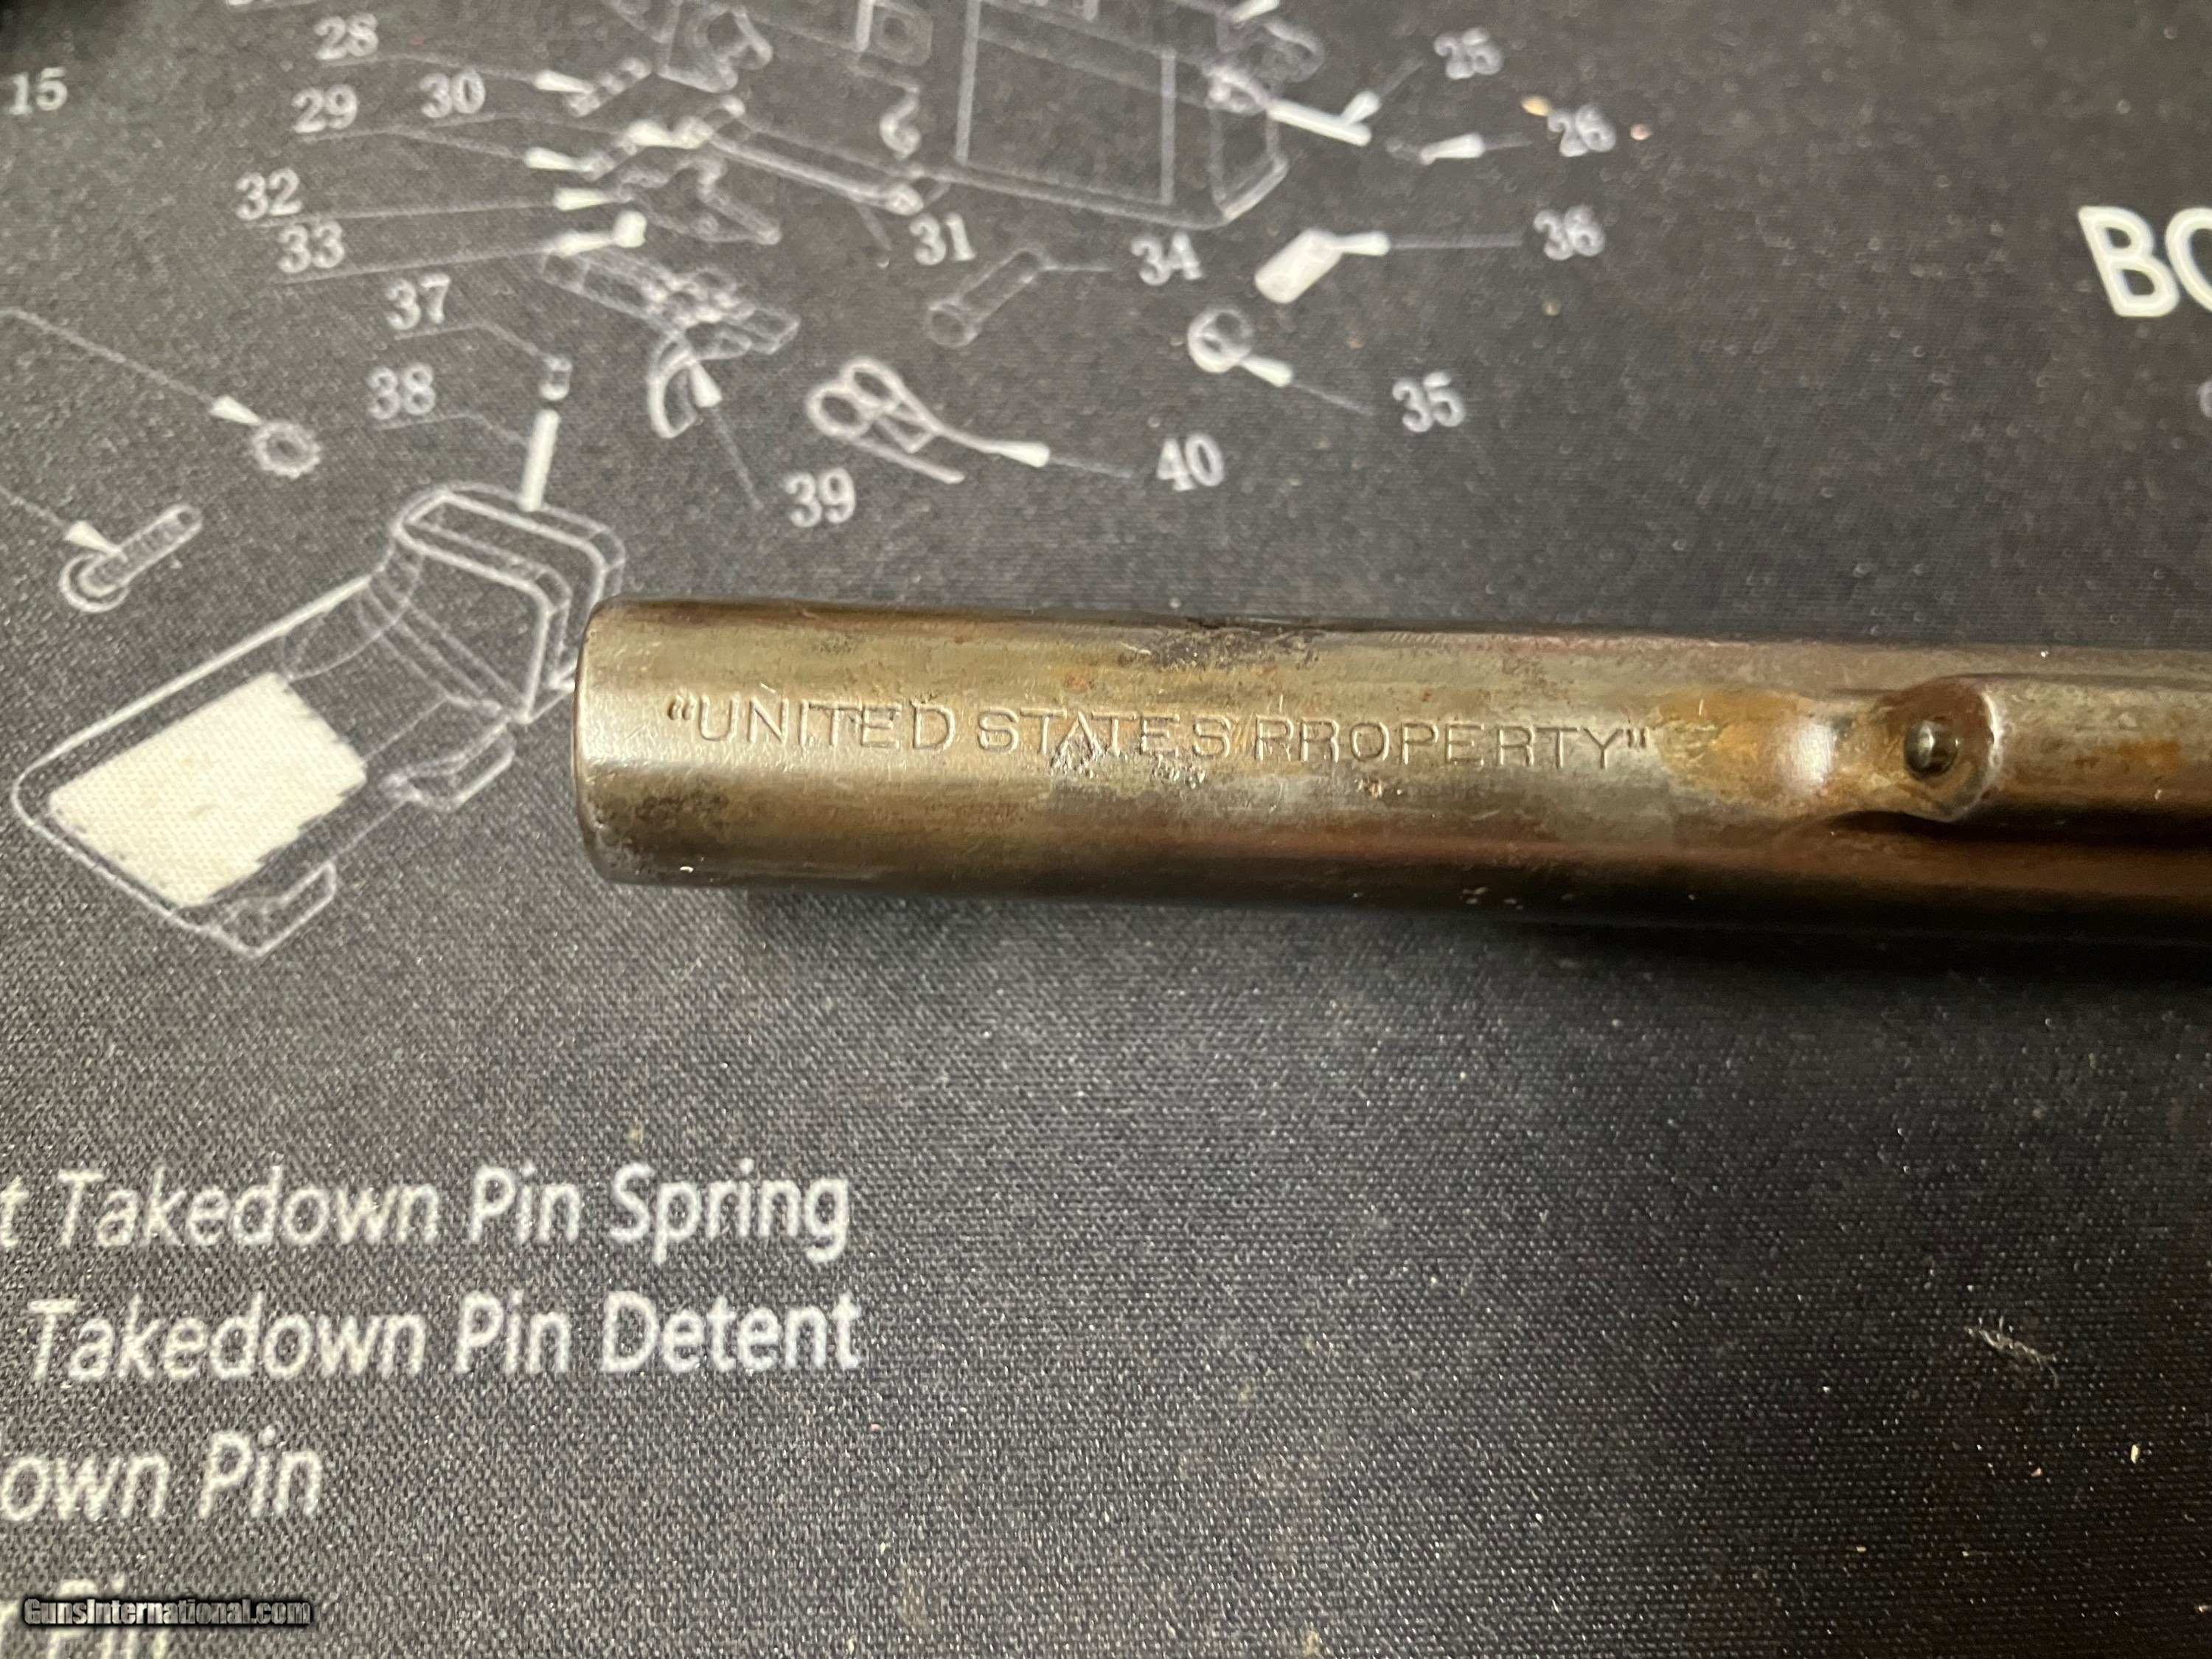 28
25
15
29
30
26
32
31
34
36
33
37
38
35
40
39
BO
"UNITED STATES PROPERTY"
t Takedown Pin Spring
Takedown Pin Detent
own Pin
Pin
GunsInternational.com